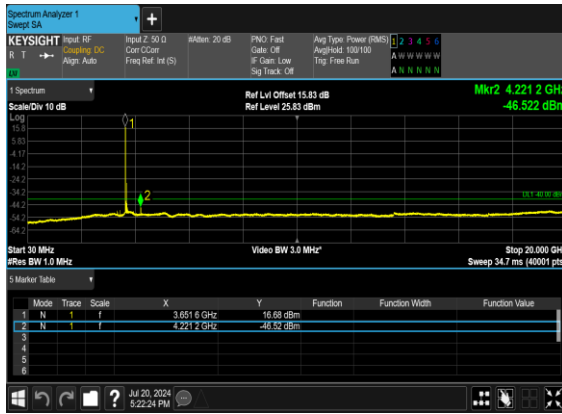 Spectrum Analyzer 1
Swept SA
+
KEYSIGHT Input: RF Input Z: 50 Ω #Atten: 20 dB PNO: Fast Avg Type: Power (RMS) 1 2 3 4 5 6
R T Coupling: DC Corr CCorr Gate: Off Avg|Hold: 100/100 A W W W W W
Align: Auto Freq Ref: Int (S) IF Gain: Low Trig: Free Run
Sig Track: Off A N N N N N
LXI
1 Spectrum Ref Lvl Offset 15.83 dB Mkr2 4.221 2 GHz
Scale/Div 10 dB Ref Level 25.83 dBm -46.522 dBm
Log
15.8
5.83
-4.17
-14.2
-24.2
-34.2
-44.2
-54.2
-64.2
1
2
Start 30 MHz Video BW 3.0 MHz* Stop 20.000 GH
#Res BW 1.0 MHz Sweep 34.7 ms (40001 pts
5 Marker Table
Mode Trace Scale X Y Function Function Width Function Value
1 N 1 f 3.651 6 GHz 16.68 dBm
2 N 1 f 4.221 2 GHz -46.52 dBm
3
4
5
6
? Jul 20, 2024
5:22:24 PM